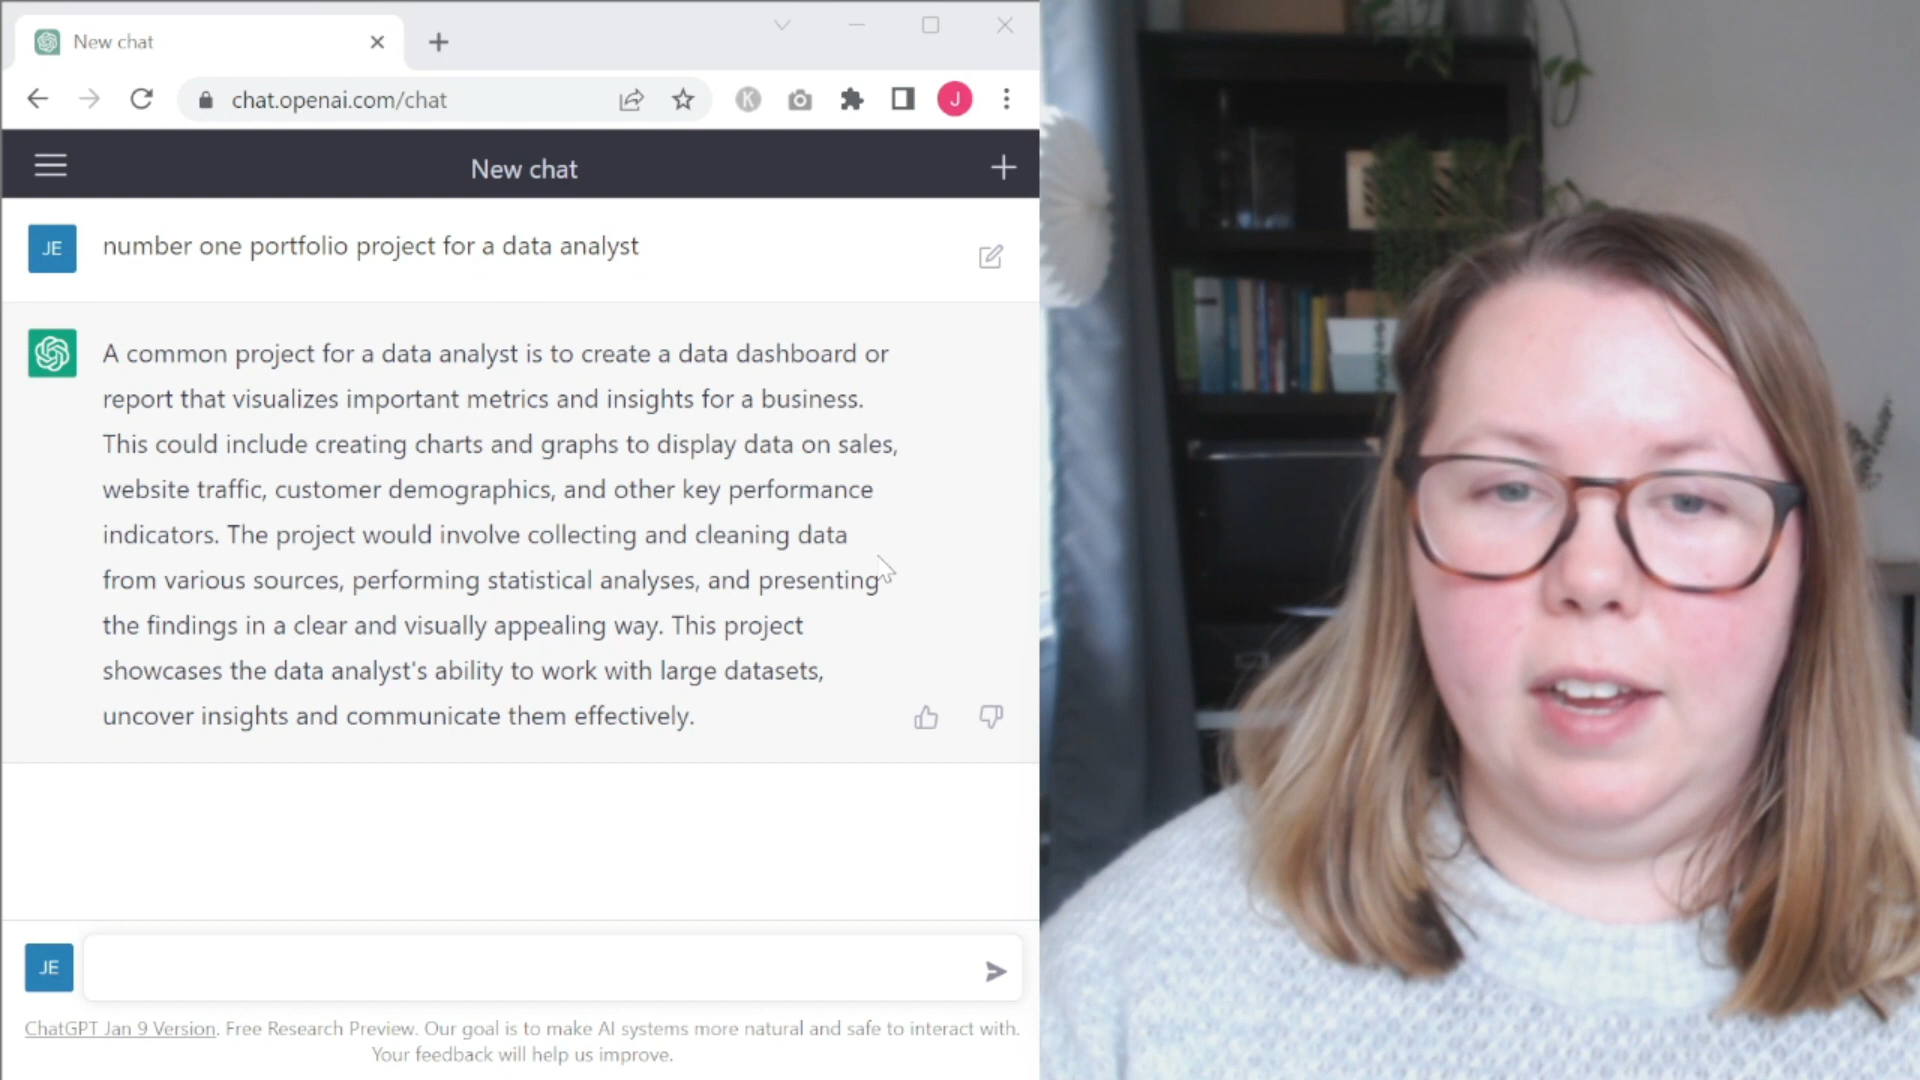 New chat
chat.openai.com/chat
K
J
New chat
JE
number one portfolio project for a data analyst
A common project for a data analyst is to create a data dashboard or
report that visualizes important metrics and insights for a business.
This could include creating charts and graphs to display data on sales,
website traffic, customer demographics, and other key performance
indicators. The project would involve collecting and cleaning data
from various sources, performing statistical analyses, and presenting
the findings in a clear and visually appealing way. This project
showcases the data analyst's ability to work with large datasets,
uncover insights and communicate them effectively.
JE
ChatGPT Jan 9 Version. Free Research Preview. Our goal is to make AI systems more natural and safe to interact with.
Your feedback will help us improve.